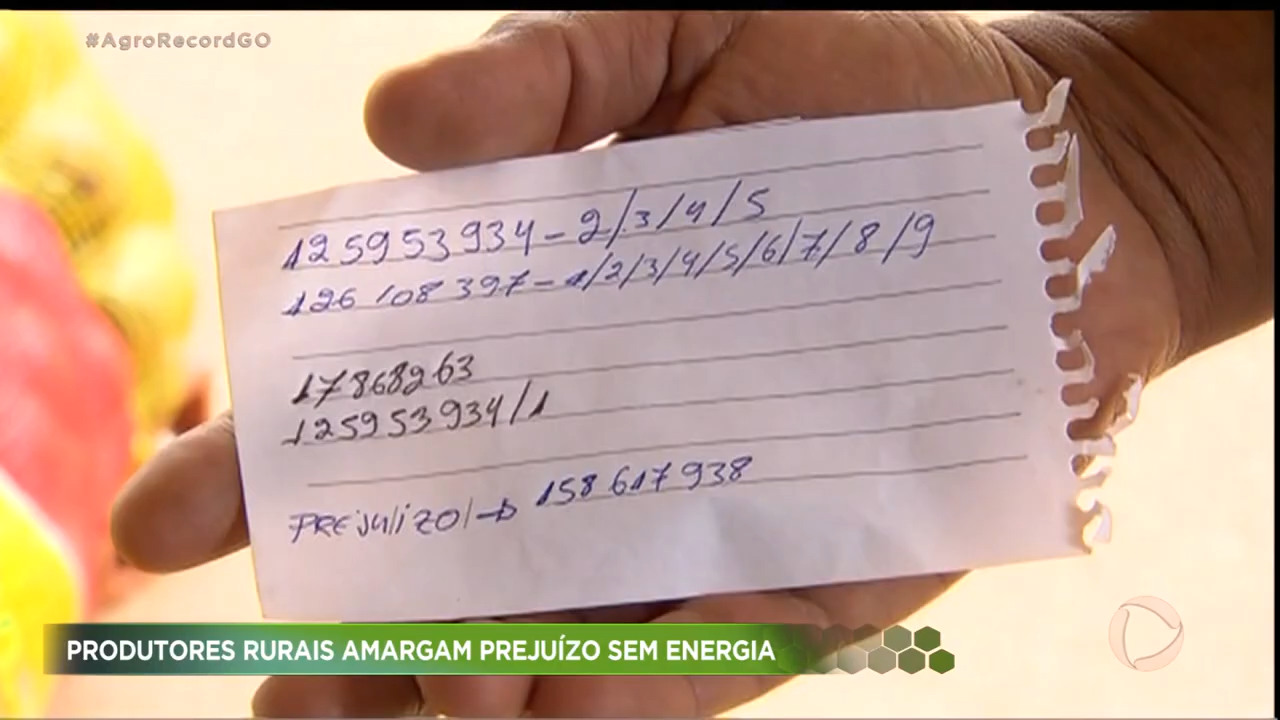 #AgroRecordGO
125953934-2/3/4/5
126108397-1/2/3/4/5/6/7/8/9
17868263
125953934/1
PREJUIZO → 158617938
PRODUTORES RURAIS AMARGAM PREJUÍZO SEM ENERGIA